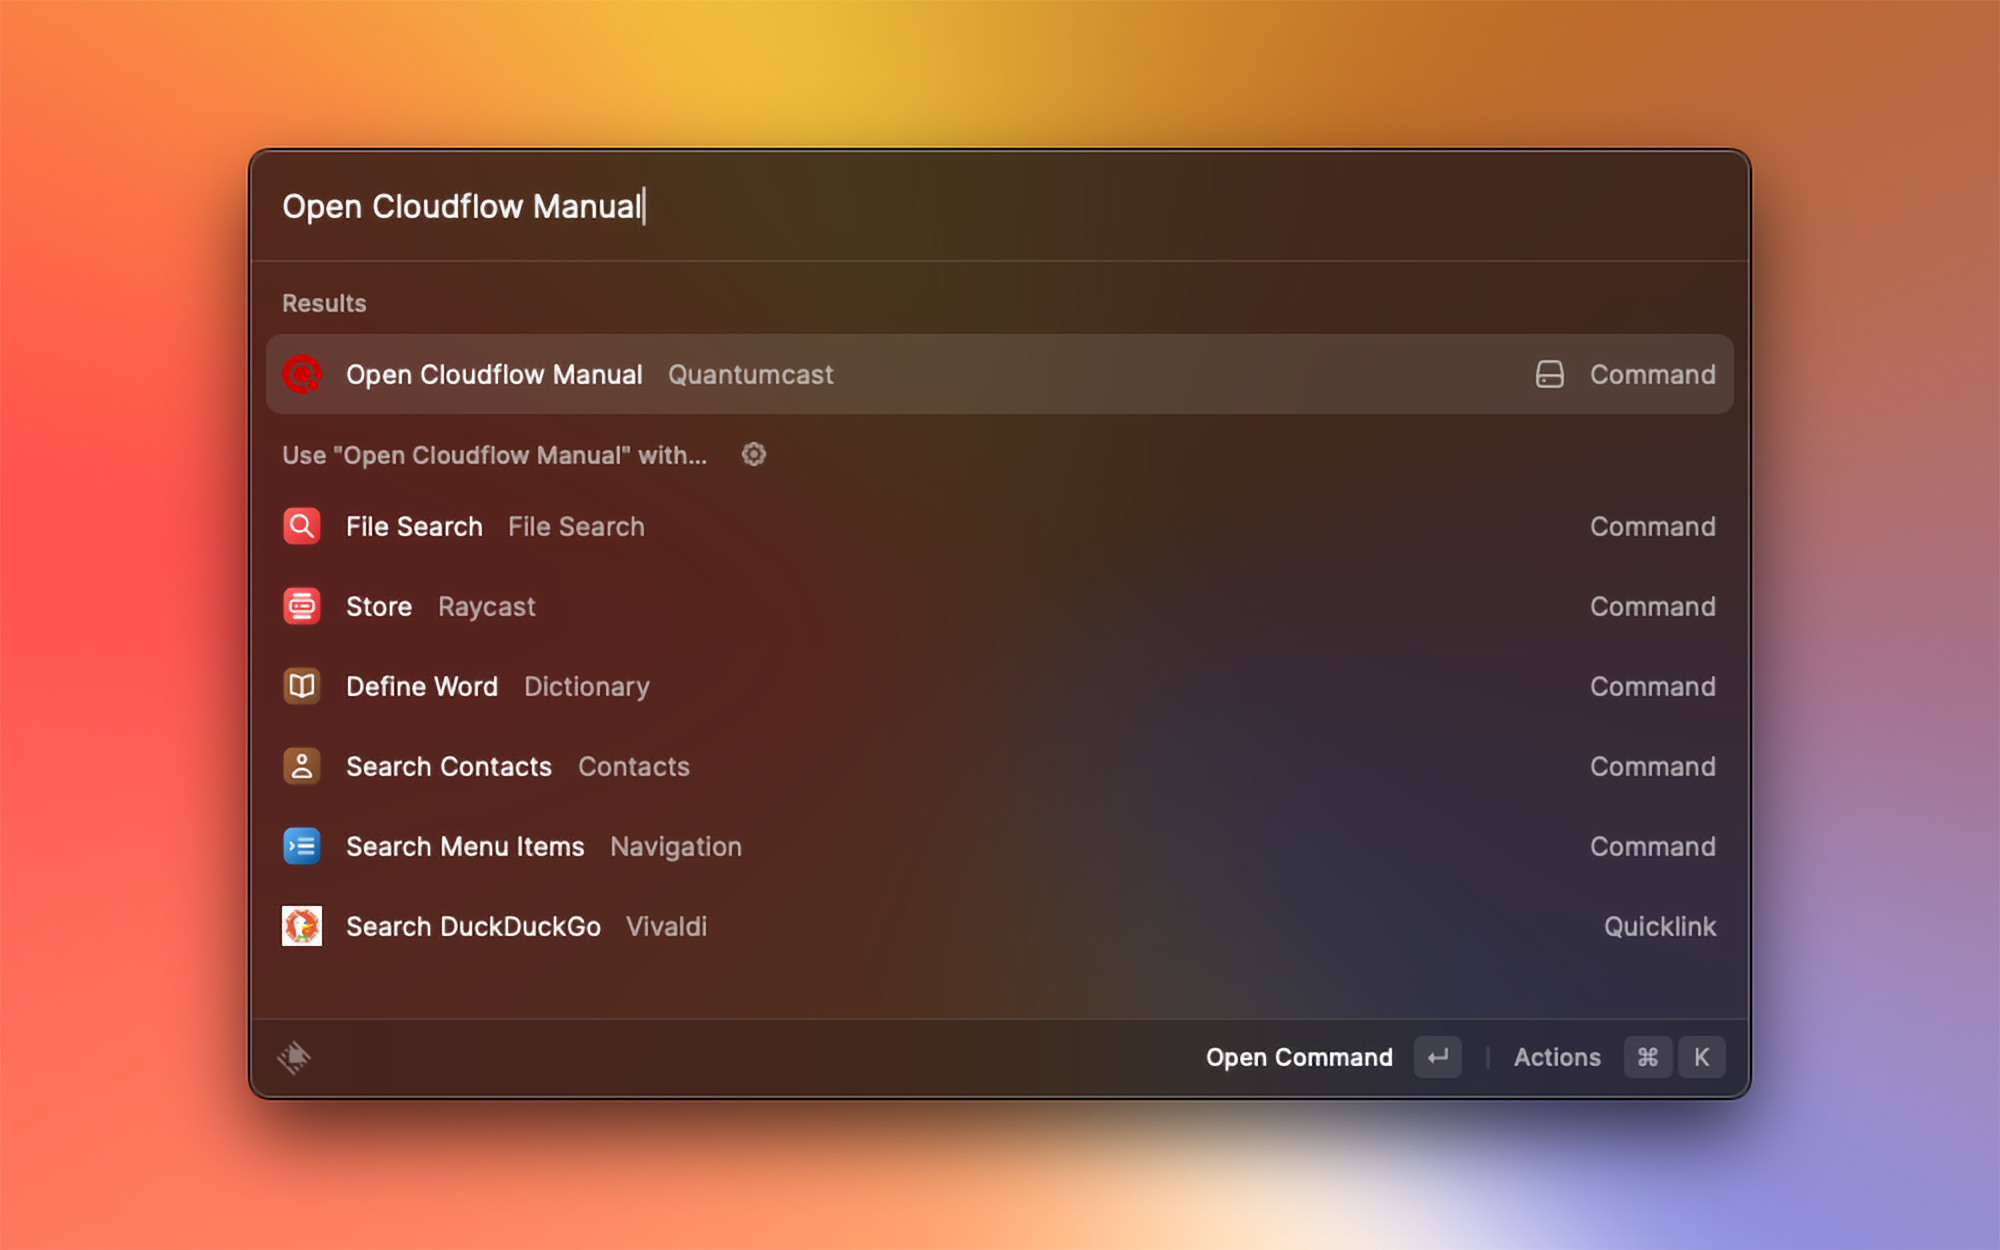 Open Cloudflow Manual
Results
Open Cloudflow Manual Quantumcast Command
Use "Open Cloudflow Manual" with...
File Search File Search Command
Store Raycast Command
Define Word Dictionary Command
Search Contacts Contacts Command
Search Menu Items Navigation Command
Search DuckDuckGo Vivaldi Quicklink
Open Command ↵ | Actions ⌘ K